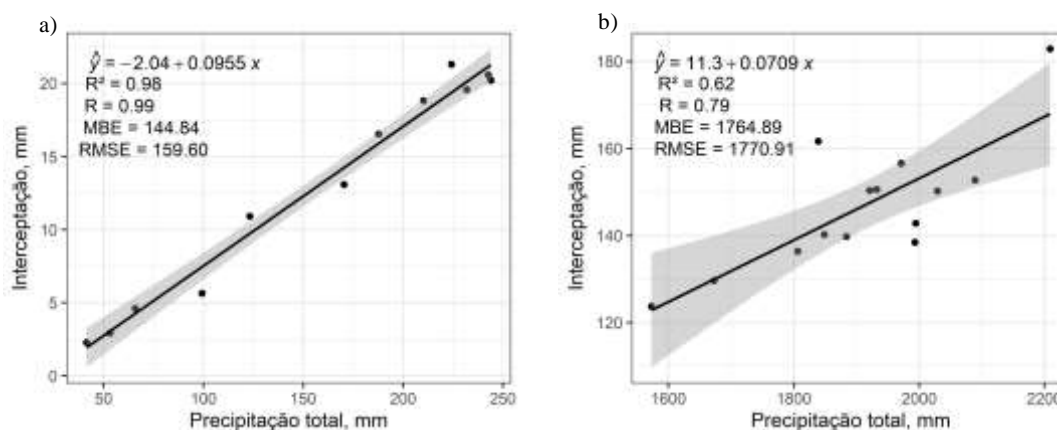 a)
ŷ = −2.04 + 0.0955 x
R² = 0.98
R = 0.99
MBE = 144.84
RMSE = 159.60
Interceptação, mm
20
15
10
5
0
50 100 150 200 250
Precipitação total, mm
b)
ŷ = 11.3 + 0.0709 x
R² = 0.62
R = 0.79
MBE = 1764.89
RMSE = 1770.91
Interceptação, mm
180
160
140
120
1600 1800 2000 2200
Precipitação total, mm